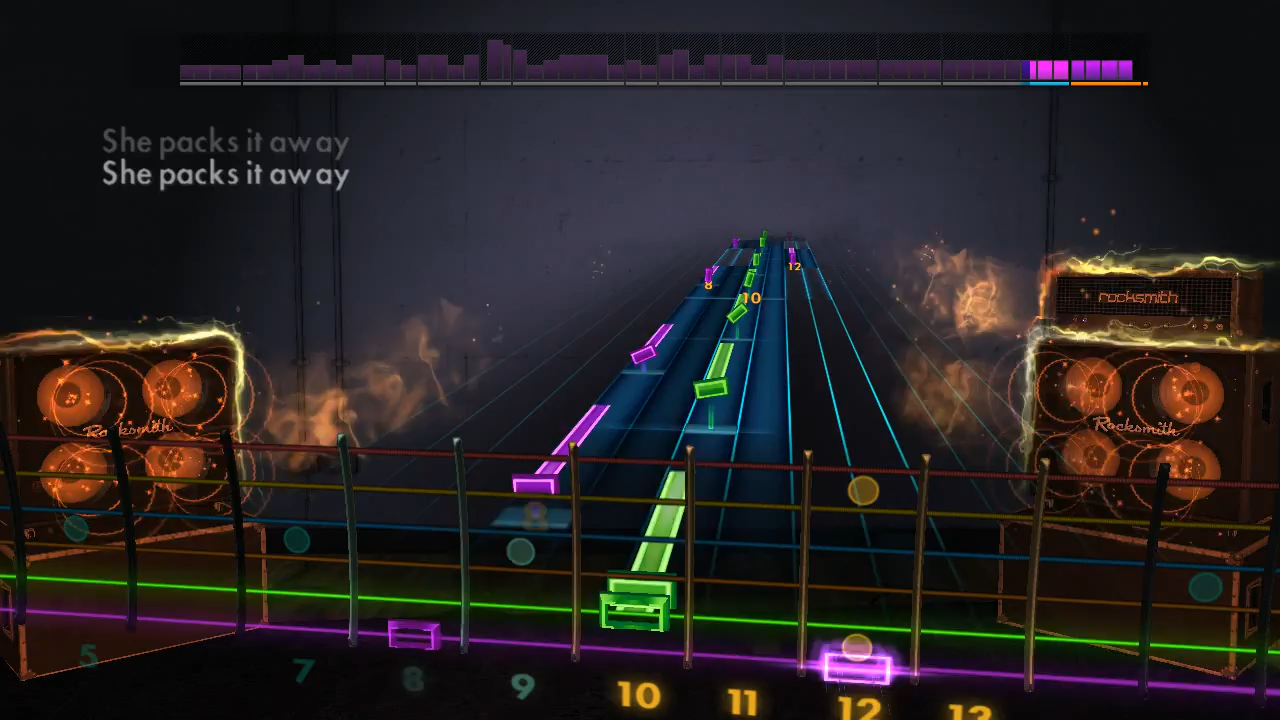 She packs it away
She packs it away
12
8
10
rocksmith
Rocksmith
Rocksmith
8
5 7 8 9 10 11 12 13